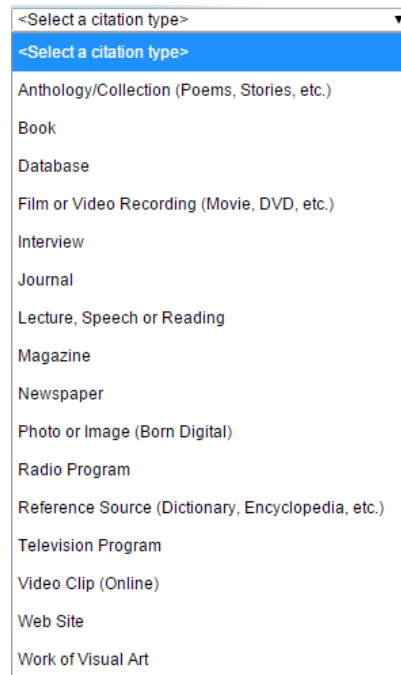 <Select a citation type>
<Select a citation type>
Anthology/Collection (Poems, Stories, etc.)
Book
Database
Film or Video Recording (Movie, DVD, etc.)
Interview
Journal
Lecture, Speech or Reading
Magazine
Newspaper
Photo or Image (Born Digital)
Radio Program
Reference Source (Dictionary, Encyclopedia, etc.)
Television Program
Video Clip (Online)
Web Site
Work of Visual Art